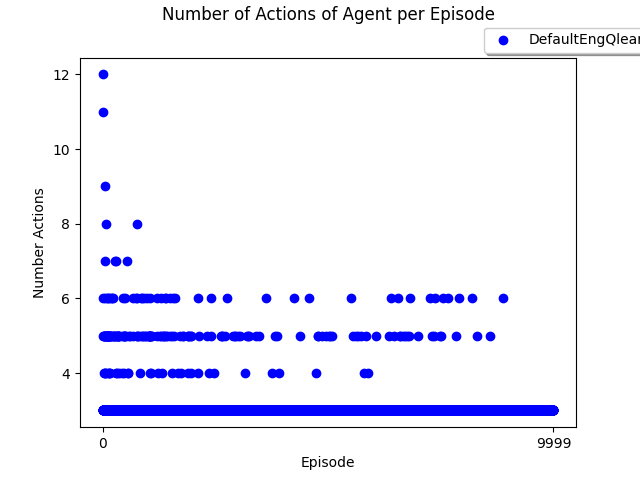 Number of Actions of Agent per Episode
DefaultEngQlear
12
10
8
6
4
Number Actions
0
9999
Episode